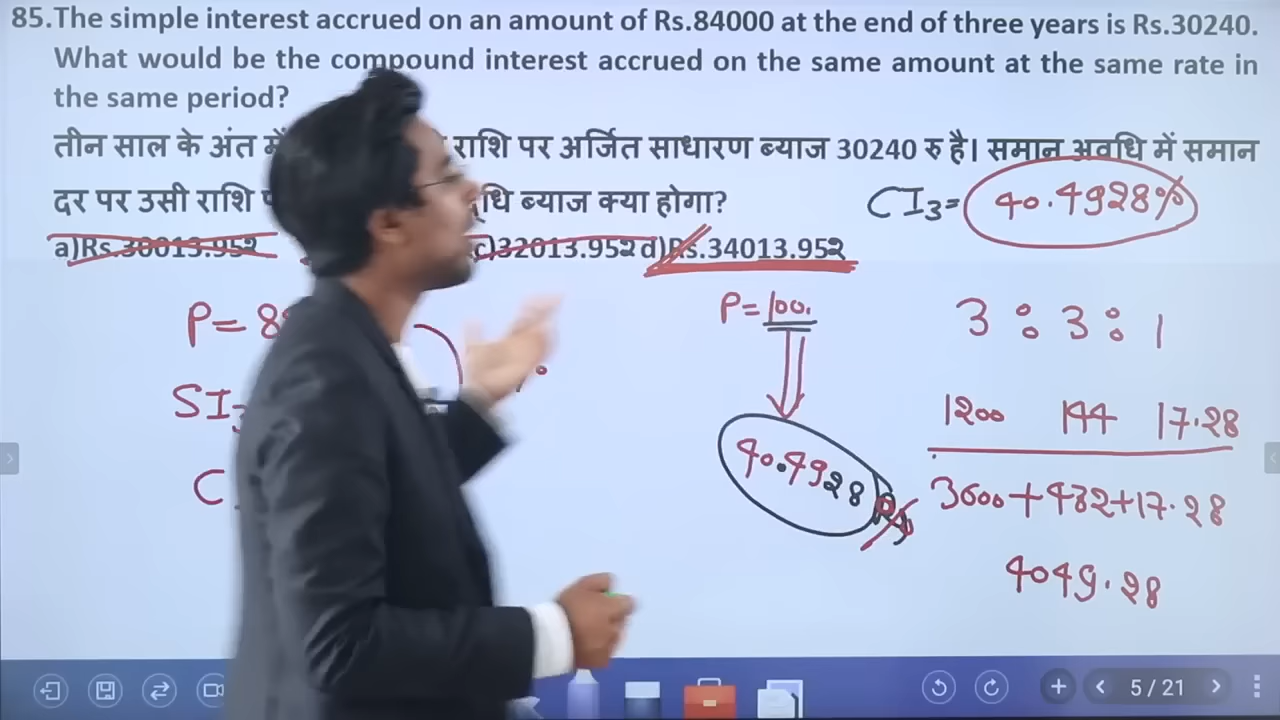 85.The simple interest accrued on an amount of Rs.84000 at the end of three years is Rs.30240.
What would be the compound interest accrued on the same amount at the same rate in
the same period?
तीन साल के अंत में राशि पर अर्जित साधारण ब्याज 30240 रु है। समान अवधि में समान
दर पर उसी राशि ब्याज क्या होगा?
CI3= 40.4928%
a)Rs.30013.952 c)32013.952 d)Rs.34013.952
P= 8
P= 100.
3 : 3 : 1
SI3
1200 144 17.28
40.4928
C
3600+432+17.28
4049.28
5 / 21